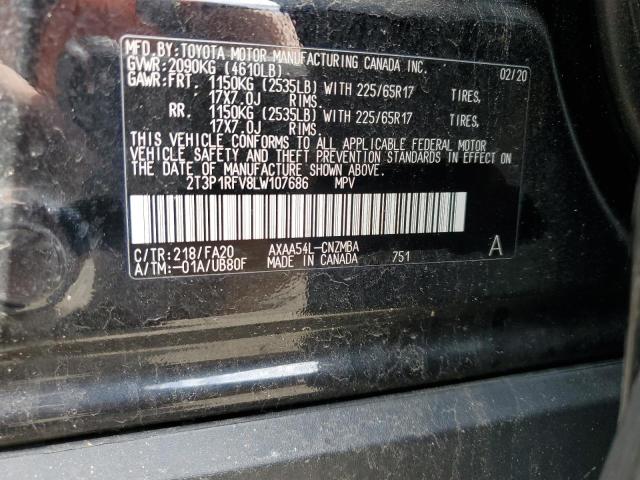 MFD.BY:TOYOTA MOTOR MANUFACTURING CANADA INC.
GVWR:2090KG (4610LB) 02/20
GAWR:FRT. 1150KG (2535LB) WITH 225/65R17 TIRES,
17X7.0J RIMS.
RR. 1150KG (2535LB) WITH 225/65R17 TIRES,
17X7.0J RIMS.
THIS VEHICLE CONFORMS TO ALL APPLICABLE FEDERAL MOTOR
VEHICLE SAFETY AND THEFT PREVENTION STANDARDS IN EFFECT ON
THE DATE OF MANUFACTURE SHOWN ABOVE.
2T3P1RFV8LW107686 MPV
C/TR:218/FA20 AXAA54L-CNZMBA
A/TM:-01A/UB80F MADE IN CANADA 751 A